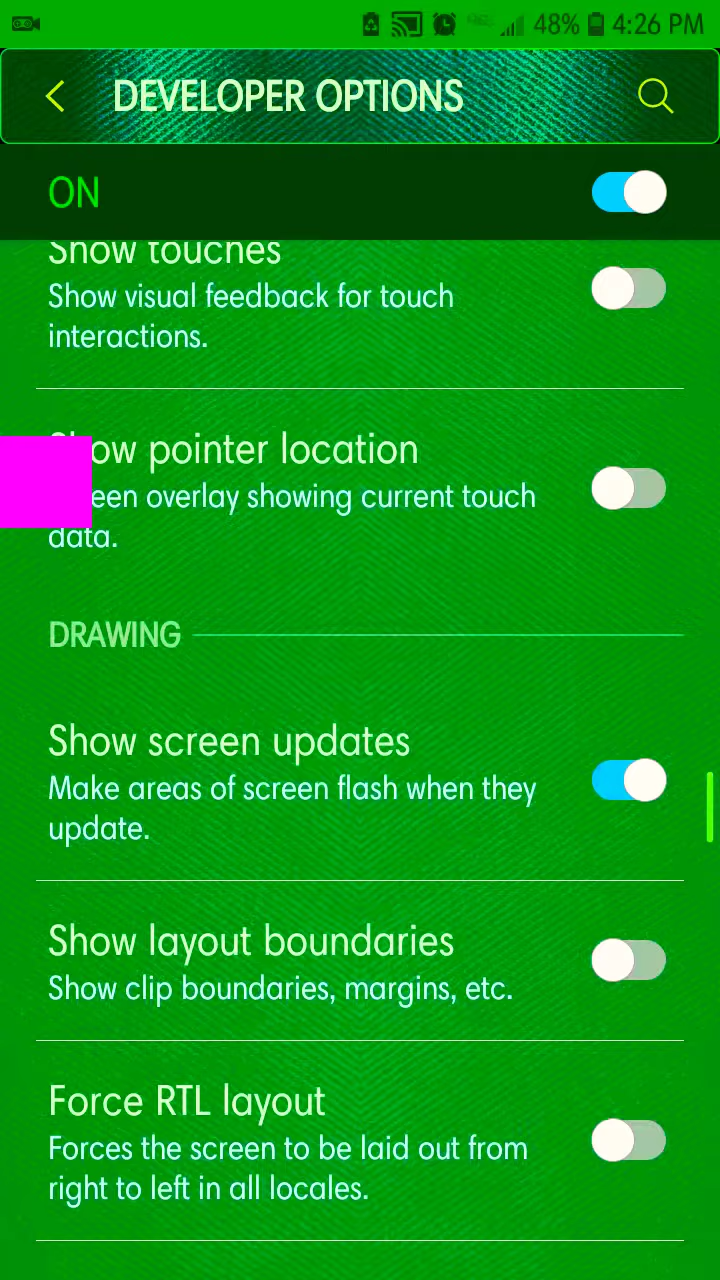 48% 4:26 PM
DEVELOPER OPTIONS
ON
Show touches
Show visual feedback for touch
interactions.
Show pointer location
een overlay showing current touch
data.
DRAWING
Show screen updates
Make areas of screen flash when they
update.
Show layout boundaries
Show clip boundaries, margins, etc.
Force RTL layout
Forces the screen to be laid out from
right to left in all locales.